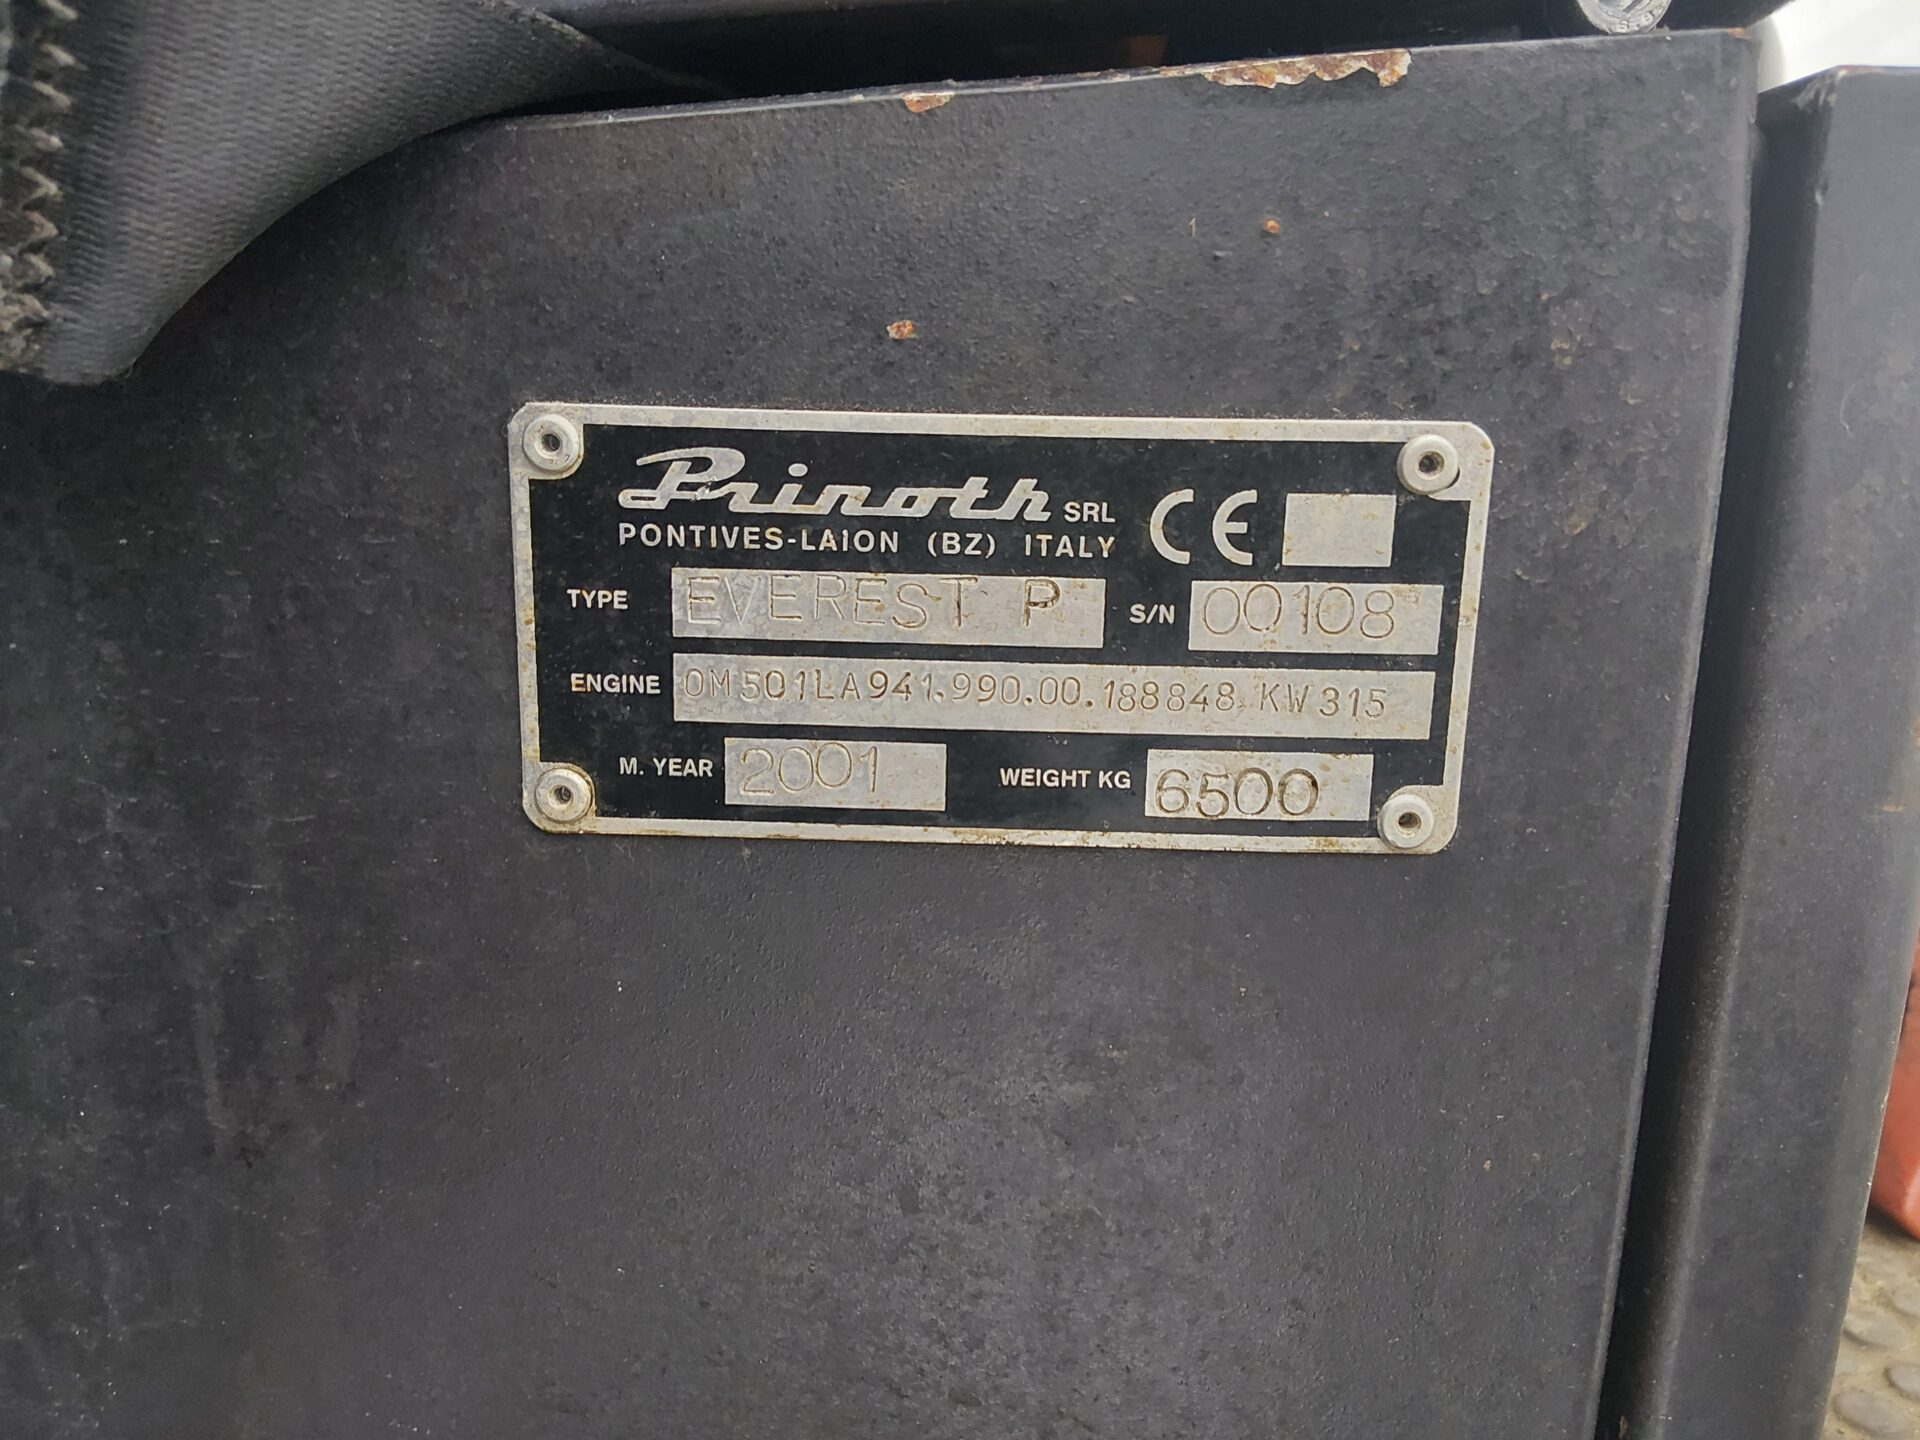 Prinoth SRL CE
PONTIVES-LAION (BZ) ITALY
TYPE EVEREST P S/N 00108
ENGINE OM501LA941.990.00.188848 KW315
M. YEAR 2001 WEIGHT KG 6500